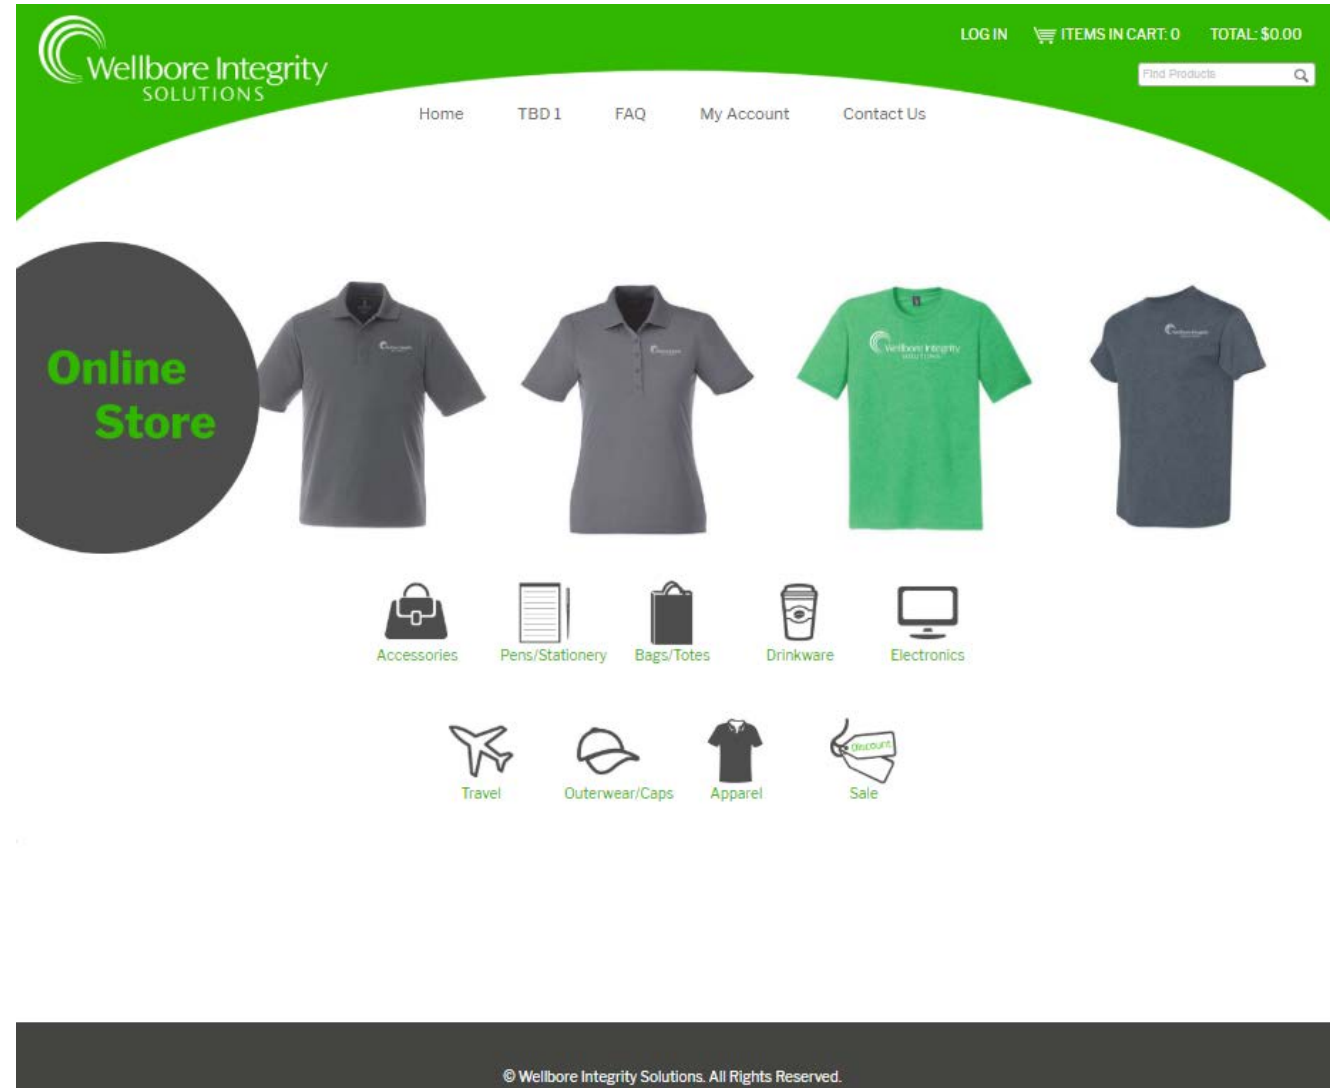 LOG IN ITEMS IN CART: 0 TOTAL: $0.00
Wellbore Integrity
SOLUTIONS
Find Products
Home TBD 1 FAQ My Account Contact Us
Online
Store
Wellbore Integrity
SOLUTIONS
Accessories Pens/Stationery Bags/Totes Drinkware Electronics
Discount
Travel Outerwear/Caps Apparel Sale
© Wellbore Integrity Solutions. All Rights Reserved.